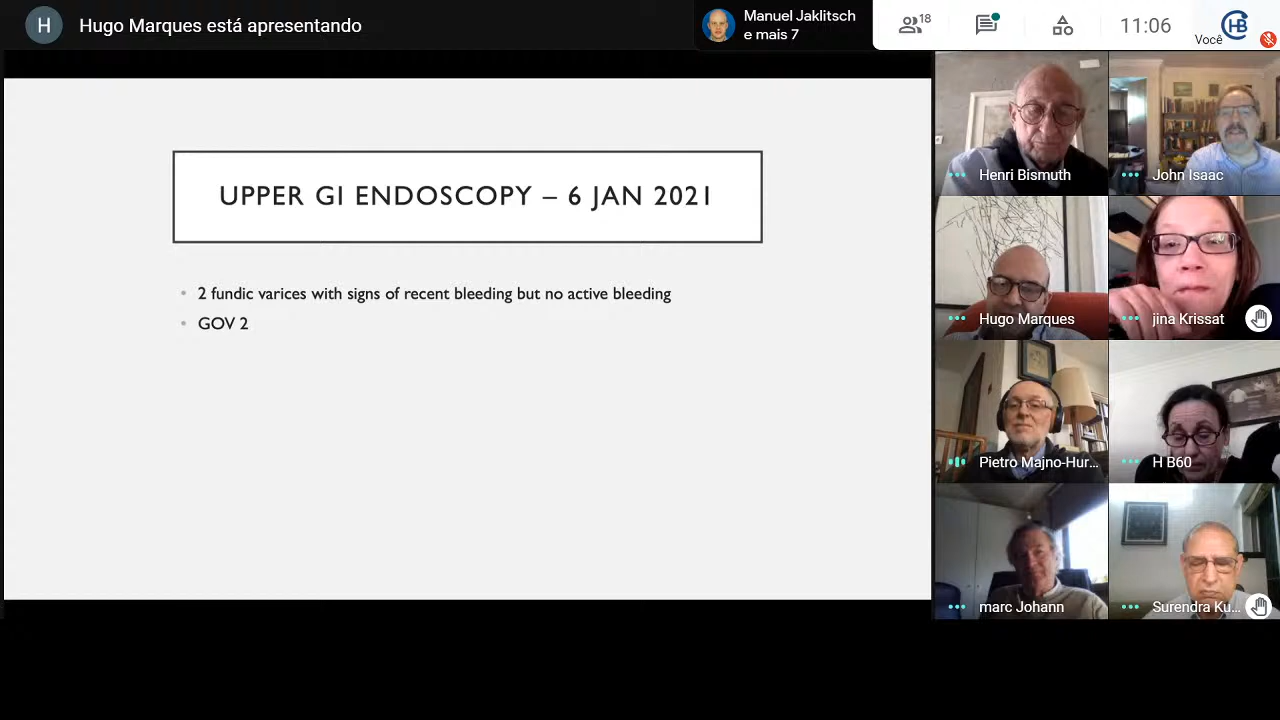 H
Hugo Marques está apresentando
Manuel Jaklitsch
e mais 7
18
11:06
Você
HB
UPPER GI ENDOSCOPY – 6 JAN 2021
• 2 fundic varices with signs of recent bleeding but no active bleeding
• GOV 2
Henri Bismuth
John Isaac
Hugo Marques
jina Krissat
Pietro Majno-Hur...
H B60
marc Johann
Surendra Ku...